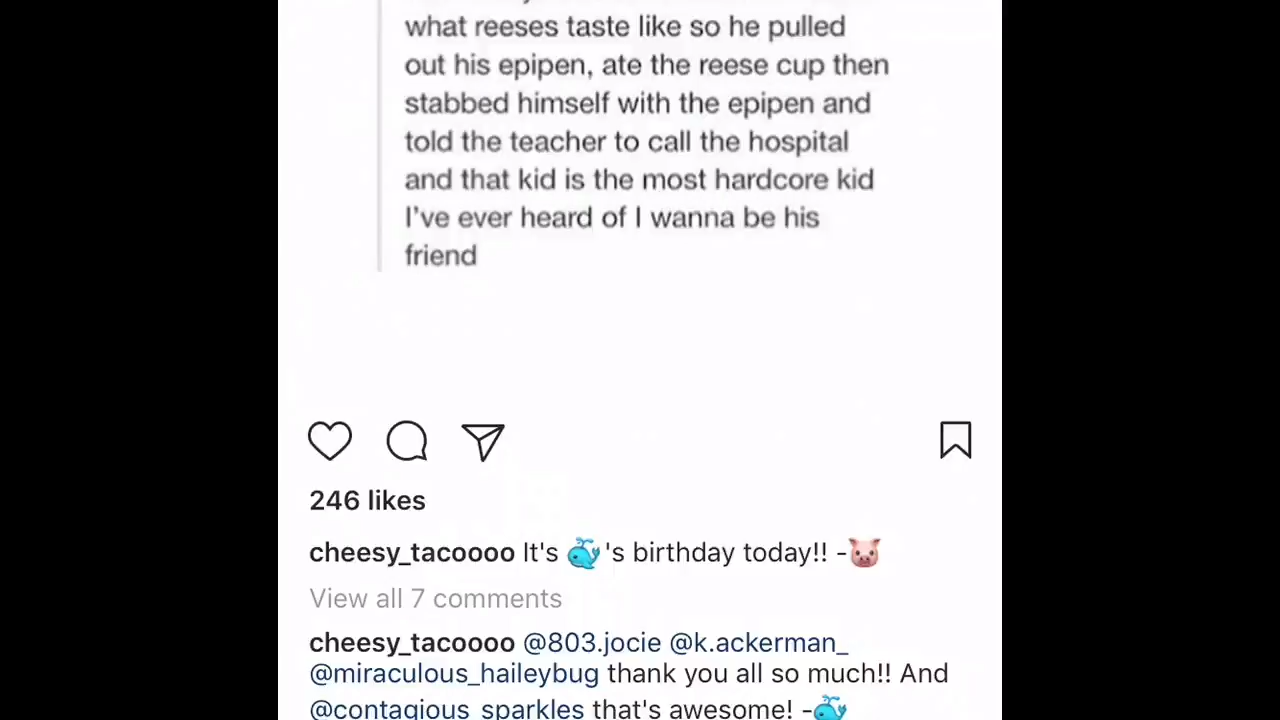 what reeses taste like so he pulled
out his epipen, ate the reese cup then
stabbed himself with the epipen and
told the teacher to call the hospital
and that kid is the most hardcore kid
I've ever heard of I wanna be his
friend
246 likes
cheesy_tacoooo It's 🐳's birthday today!! -🐷
View all 7 comments
cheesy_tacoooo @803.jocie @k.ackerman_
@miraculous_haileybug thank you all so much!! And
@contagious_sparkles that's awesome! -🐳